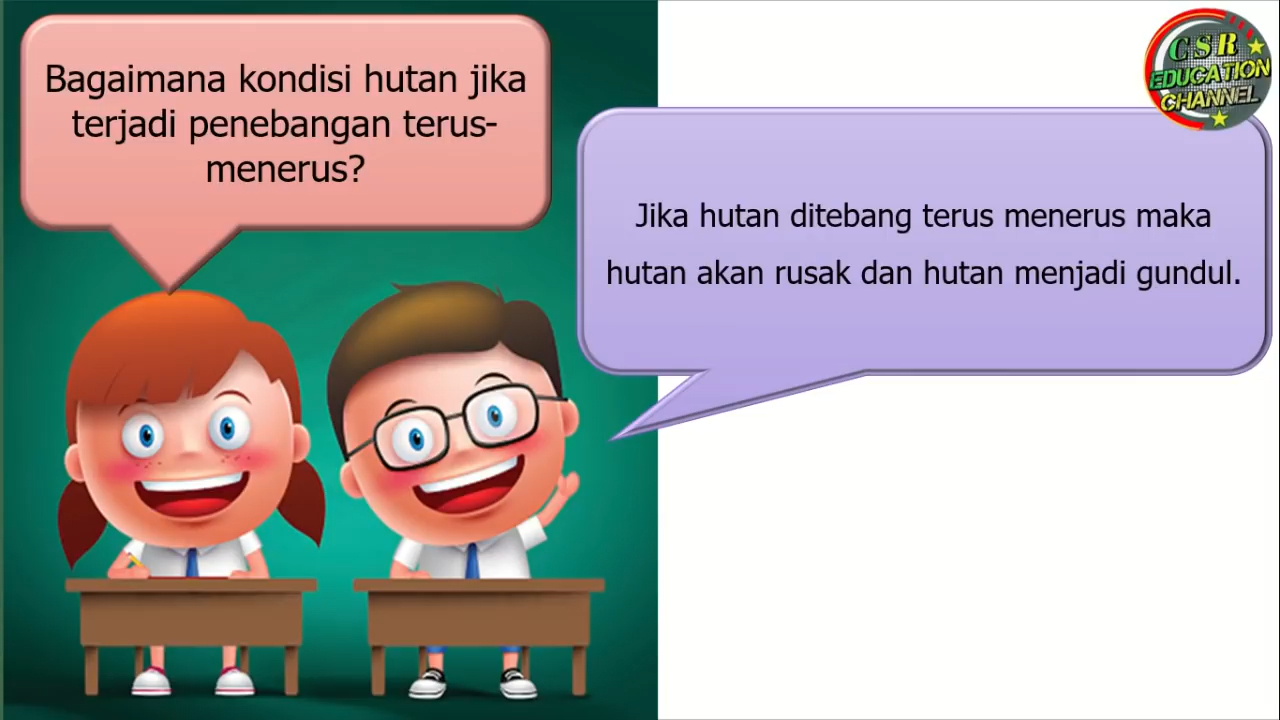 Bagaimana kondisi hutan jika
terjadi penebangan terus-
menerus?
CSR
EDUCATION
CHANNEL
Jika hutan ditebang terus menerus maka
hutan akan rusak dan hutan menjadi gundul.